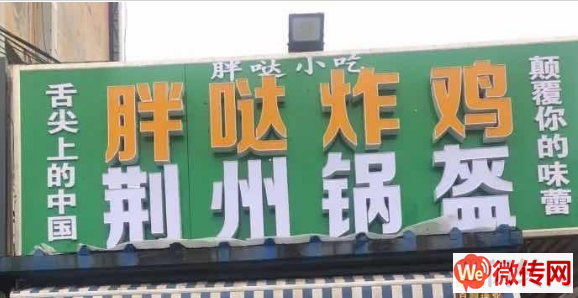 胖哒小吃
舌尖上的中国
胖哒炸鸡
荆州锅盔
颠覆你的味蕾
We 微传网